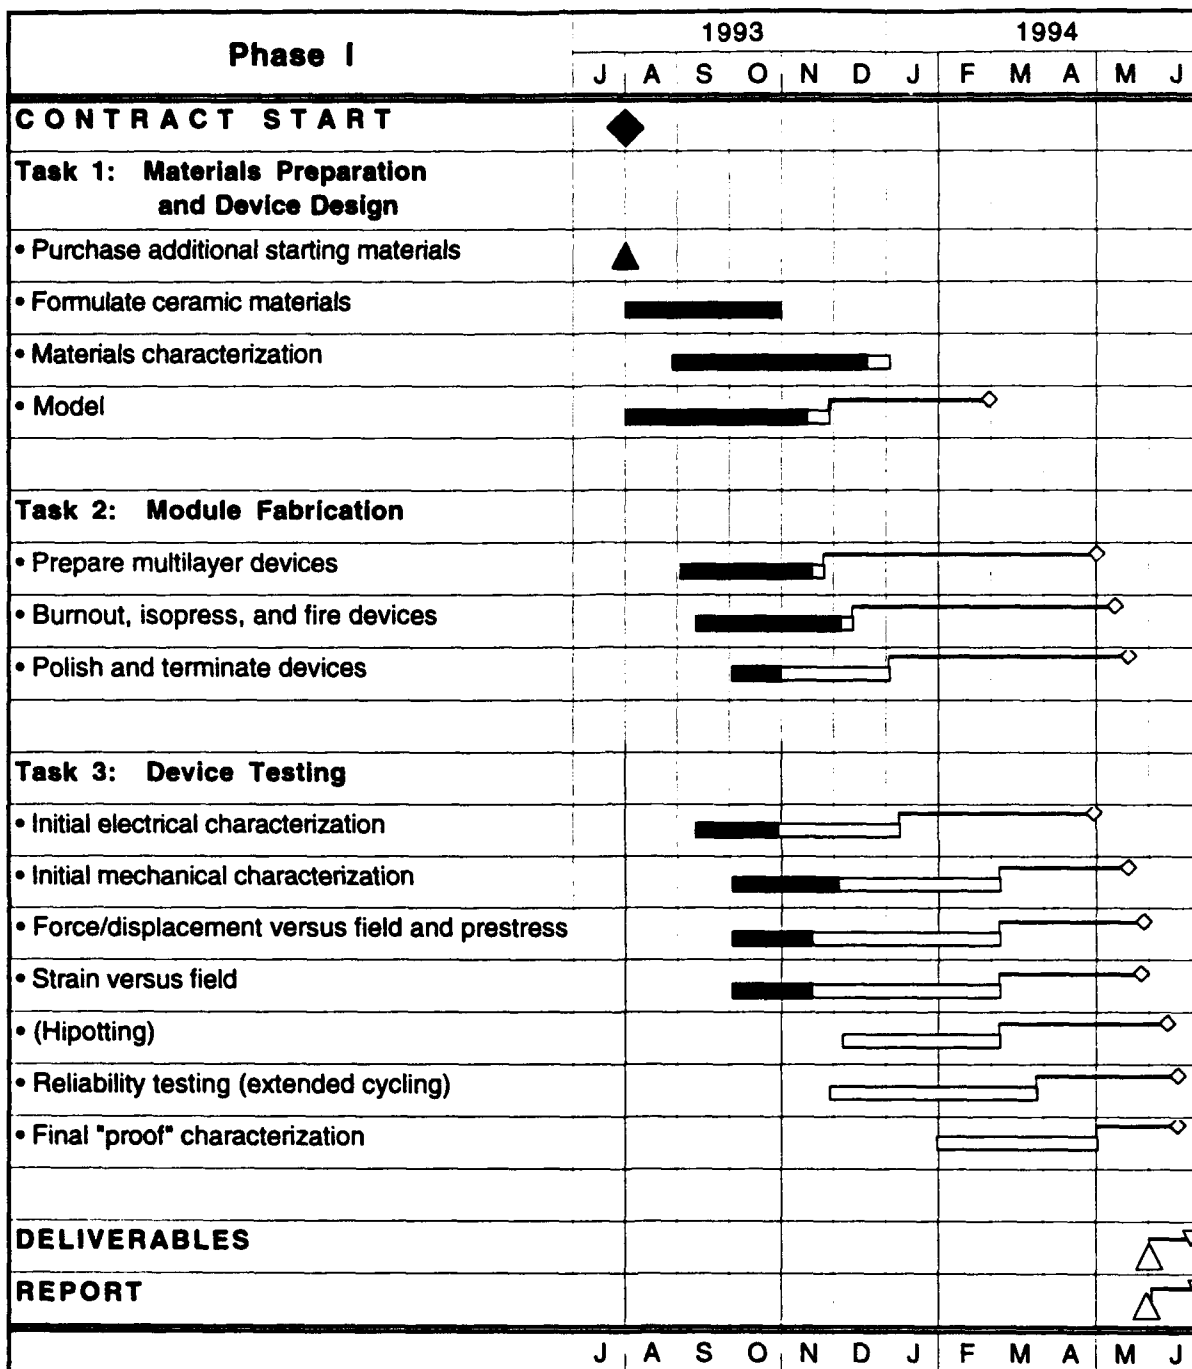 Phase I
1993
1994
J A S O N D J F M A M J
CONTRACT START
Task 1: Materials Preparation
and Device Design
• Purchase additional starting materials
• Formulate ceramic materials
• Materials characterization
• Model
Task 2: Module Fabrication
• Prepare multilayer devices
• Burnout, isopress, and fire devices
• Polish and terminate devices
Task 3: Device Testing
• Initial electrical characterization
• Initial mechanical characterization
• Force/displacement versus field and prestress
• Strain versus field
• (Hipotting)
• Reliability testing (extended cycling)
• Final "proof" characterization
DELIVERABLES
REPORT
J A S O N D J F M A M J